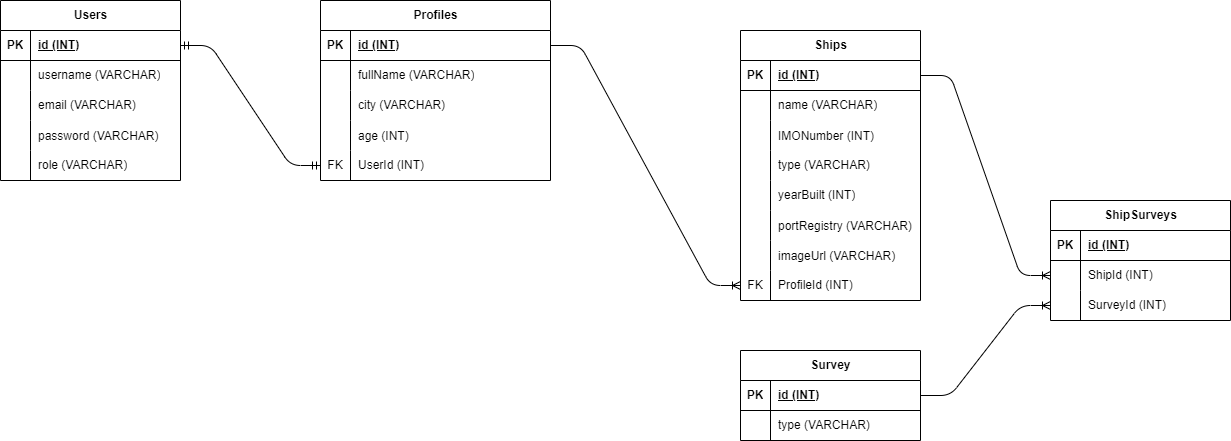 Users
PK id (INT)
username (VARCHAR)
email (VARCHAR)
password (VARCHAR)
role (VARCHAR)
Profiles
PK id (INT)
fullName (VARCHAR)
city (VARCHAR)
age (INT)
FK UserId (INT)
Ships
PK id (INT)
name (VARCHAR)
IMONumber (INT)
type (VARCHAR)
yearBuilt (INT)
portRegistry (VARCHAR)
imageUrl (VARCHAR)
FK ProfileId (INT)
ShipSurveys
PK id (INT)
ShipId (INT)
SurveyId (INT)
Survey
PK id (INT)
type (VARCHAR)